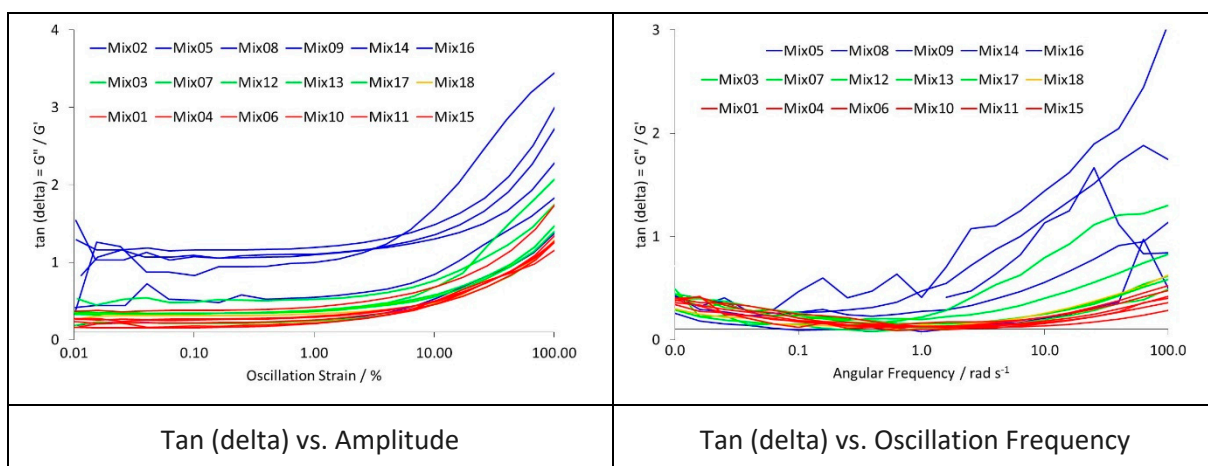 4
3
2
1
0
tan (delta) = G" / G'
Mix02 Mix05 Mix08 Mix09 Mix14 Mix16
Mix03 Mix07 Mix12 Mix13 Mix17 Mix18
Mix01 Mix04 Mix06 Mix10 Mix11 Mix15
0.01 0.10 1.00 10.00 100.00
Oscillation Strain / %
3
2
1
0
tan (delta) = G" / G'
Mix05 Mix08 Mix09 Mix14 Mix16
Mix03 Mix07 Mix12 Mix13 Mix17 Mix18
Mix01 Mix04 Mix06 Mix10 Mix11 Mix15
0.0 0.1 1.0 10.0 100.0
Angular Frequency / rad s⁻¹
Tan (delta) vs. Amplitude
Tan (delta) vs. Oscillation Frequency